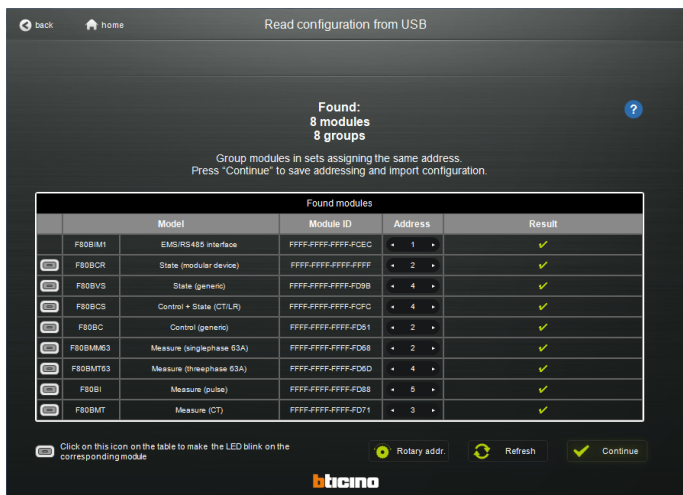 back
home
Read configuration from USB
Found:
8 modules
8 groups
Group modules in sets assigning the same address.
Press "Continue" to save addressing and import configuration.
?
Found modules
Model Module ID Address Result
F80BIM1 EMS/RS485 interface FFFF-FFFF-FFFF-FCEC 1
F80BCR State (modular device) FFFF-FFFF-FFFF-FFFF 2
F80BVS State (generic) FFFF-FFFF-FFFF-FD9B 4
F80BCS Control + State (CT/LR) FFFF-FFFF-FFFF-FCFC 4
F80BC Control (generic) FFFF-FFFF-FFFF-FD51 2
F80BMM63 Measure (singlephase 63A) FFFF-FFFF-FFFF-FD68 2
F80BMT63 Measure (threephase 63A) FFFF-FFFF-FFFF-FD6D 4
F80BI Measure (pulse) FFFF-FFFF-FFFF-FD88 5
F80BMT Measure (CT) FFFF-FFFF-FFFF-FD71 3
Click on this icon on the table to make the LED blink on the
corresponding module
Rotary addr.
Refresh
Continue
bticino